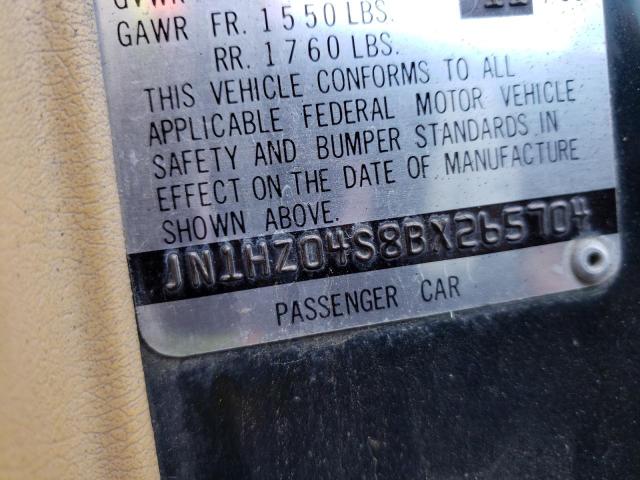 GVWR
GAWR FR. 1550 LBS.
RR. 1760 LBS.
THIS VEHICLE CONFORMS TO ALL
APPLICABLE FEDERAL MOTOR VEHICLE
SAFETY AND BUMPER STANDARDS IN
EFFECT ON THE DATE OF MANUFACTURE
SHOWN ABOVE.
JN1HZ04S8BX265704
PASSENGER CAR